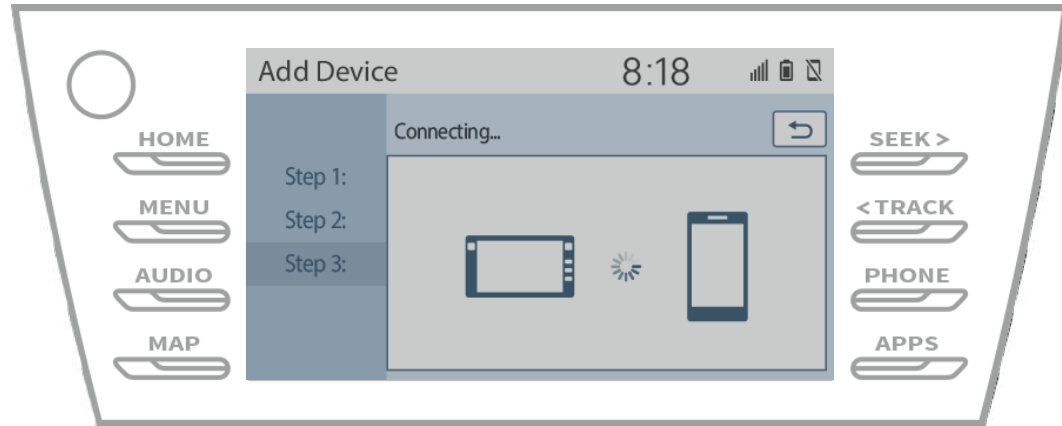 Add Device
8:18
HOME
MENU
AUDIO
MAP
Connecting...
Step 1:
Step 2:
Step 3:
SEEK >
< TRACK
PHONE
APPS